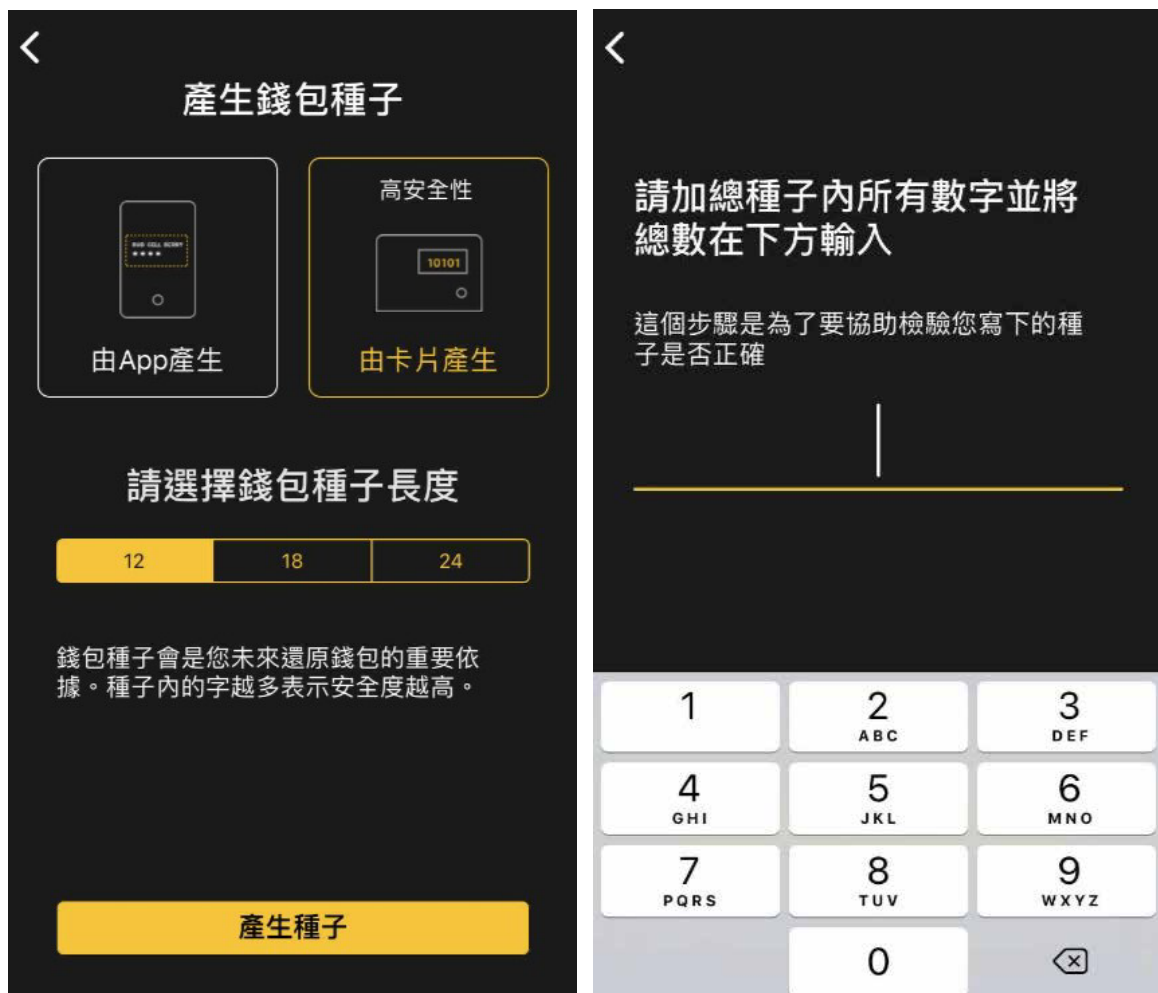 產生錢包種子
高安全性
10101
由App產生
由卡片產生
請選擇錢包種子長度
12
18
24
錢包種子會是您未來還原錢包的重要依
據。種子內的字越多表示安全度越高。
產生種子
請加總種子內所有數字並將
總數在下方輸入
這個步驟是為了要協助檢驗您寫下的種
子是否正確
1
2
ABC
3
DEF
4
GHI
5
JKL
6
MNO
7
PQRS
8
TUV
9
WXYZ
0